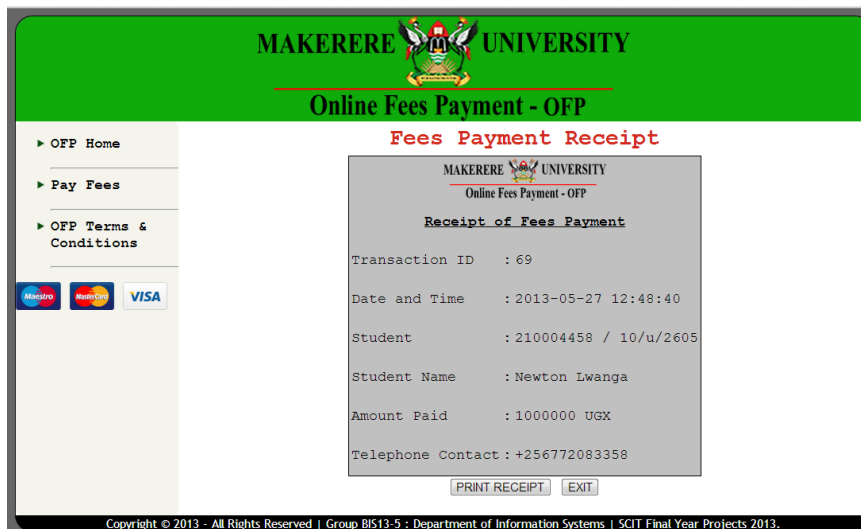 MAKERERE UNIVERSITY
Online Fees Payment - OFP
OFP Home
Pay Fees
OFP Terms &
Conditions
Maestro MasterCard VISA
Fees Payment Receipt
MAKERERE UNIVERSITY
Online Fees Payment - OFP
Receipt of Fees Payment
Transaction ID : 69
Date and Time : 2013-05-27 12:48:40
Student : 210004458 / 10/u/2605
Student Name : Newton Lwanga
Amount Paid : 1000000 UGX
Telephone Contact : +256772083358
PRINT RECEIPT EXIT
Copyright © 2013 - All Rights Reserved | Group BIS13-5 : Department of Information Systems | SCIT Final Year Projects 2013.